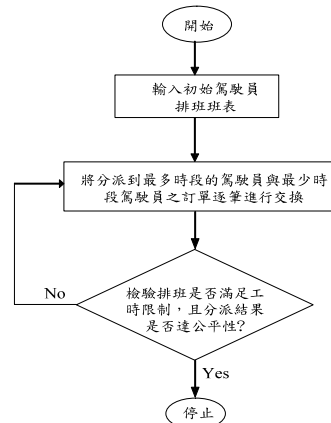 開始
輸入初始駕駛員
排班班表
將分派到最多時段的駕駛員與最少時
段駕駛員之訂單逐筆進行交換
No
檢驗排班是否滿足工
時限制，且分派結果
是否達公平性?
Yes
停止